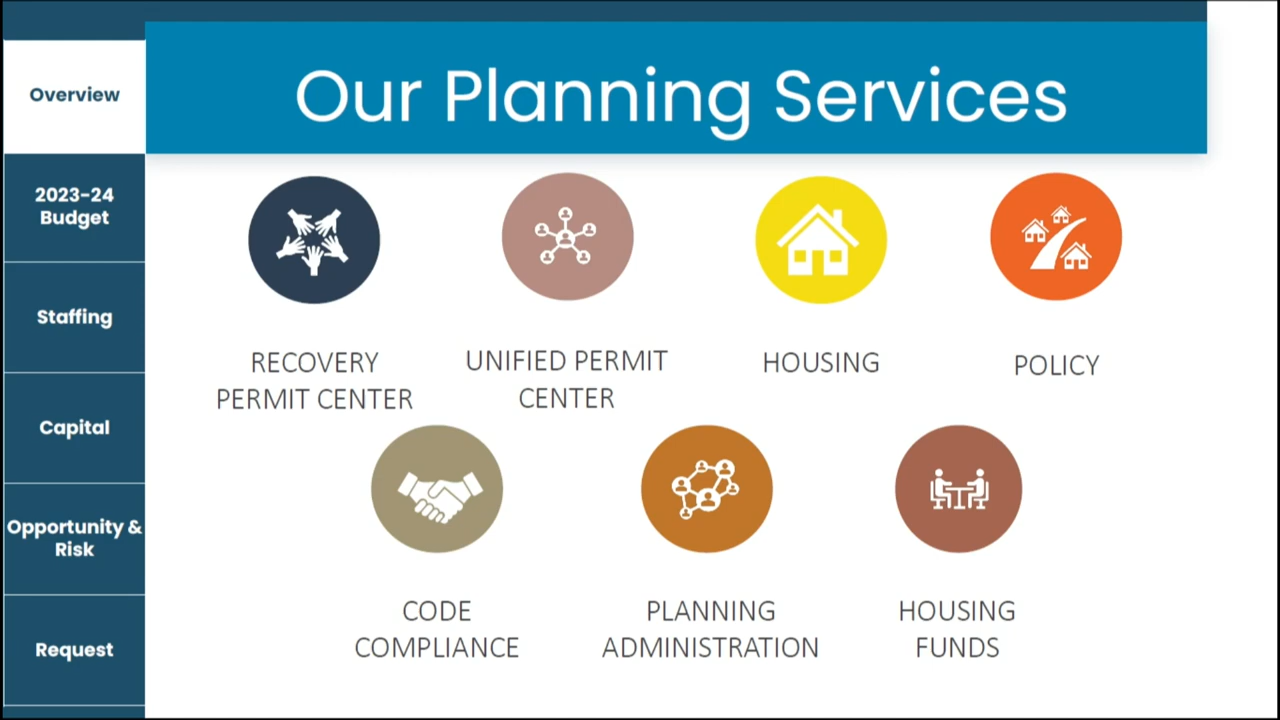 Our Planning Services
Overview
2023-24
Budget
Staffing
Capital
Opportunity &
Risk
Request
RECOVERY
PERMIT CENTER
UNIFIED PERMIT
CENTER
HOUSING
POLICY
CODE
COMPLIANCE
PLANNING
ADMINISTRATION
HOUSING
FUNDS